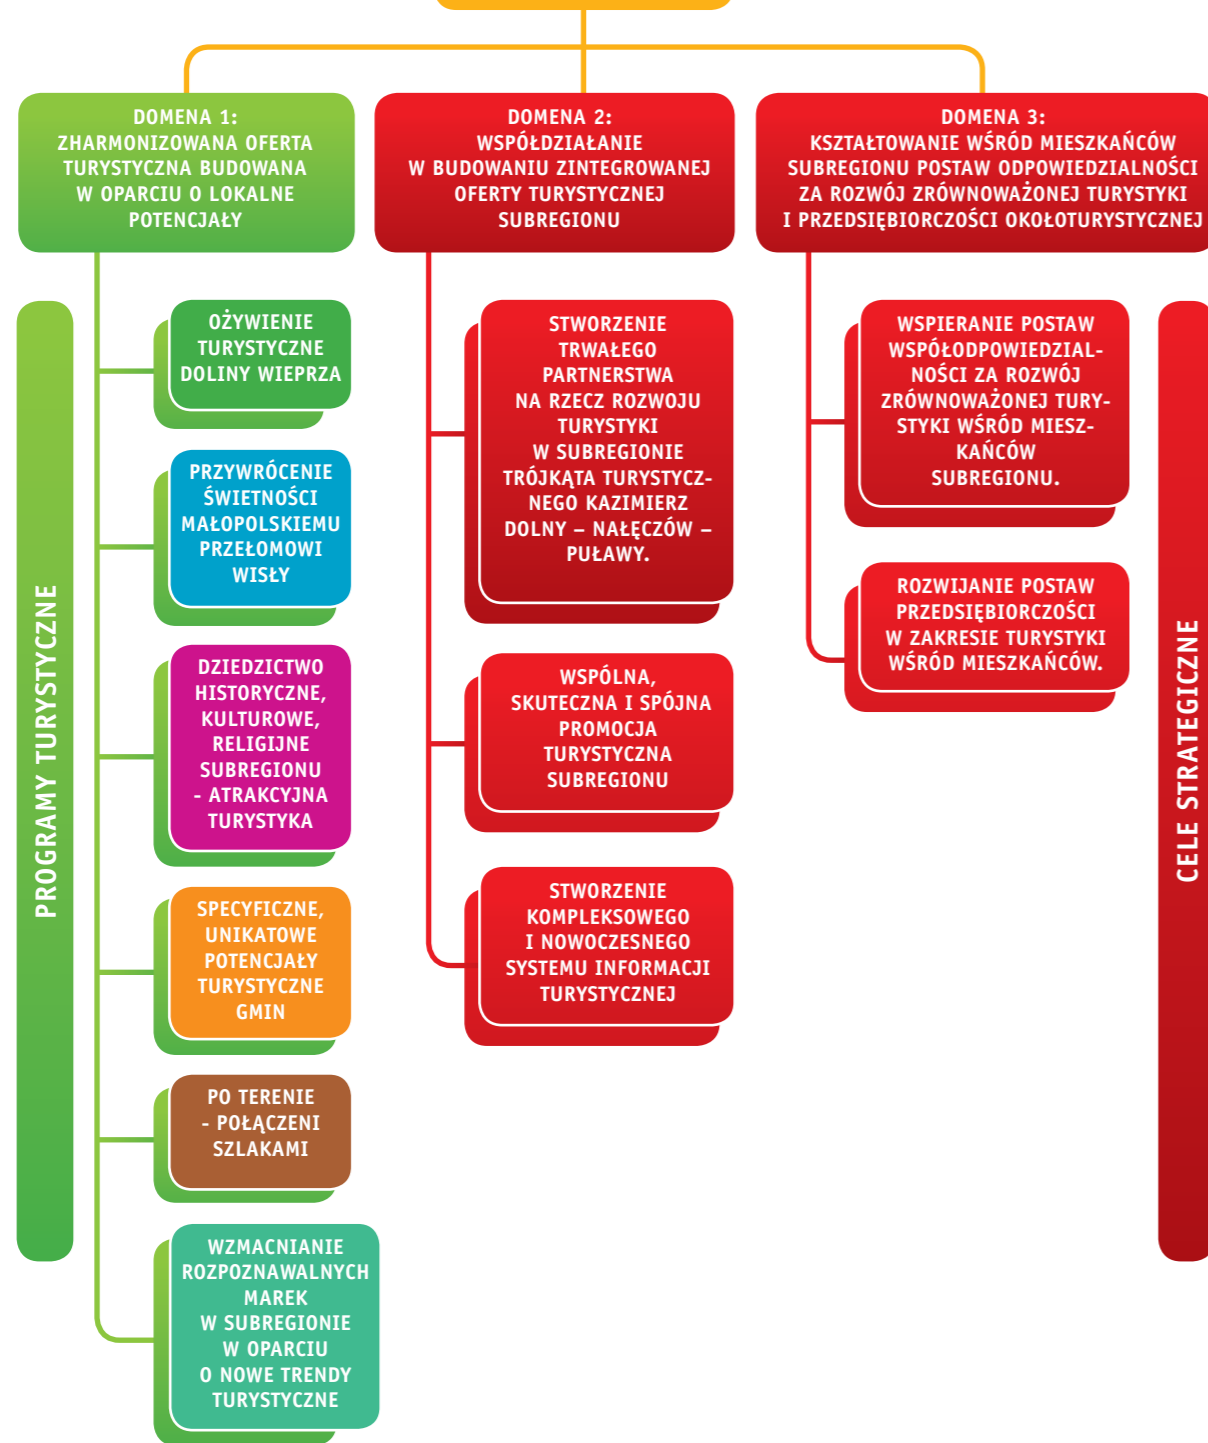 DOMENA 1:
ZHARMONIZOWANA OFERTA
TURYSTYCZNA BUDOWANA
W OPARCIU O LOKALNE
POTENCJAŁY
DOMENA 2:
WSPÓŁDZIAŁANIE
W BUDOWANIU ZINTEGROWANEJ
OFERTY TURYSTYCZNEJ
SUBREGIONU
DOMENA 3:
KSZTAŁTOWANIE WŚRÓD MIESZKAŃCÓW
SUBREGIONU POSTAW ODPOWIEDZIALNOŚCI
ZA ROZWÓJ ZRÓWNOWAŻONEJ TURYSTYKI
I PRZEDSIĘBIORCZOŚCI OKOŁOTURYSTYCZNEJ
PROGRAMY TURYSTYCZNE
OŻYWIENIE
TURYSTYCZNE
DOLINY WIEPRZA
PRZYWRÓCENIE
ŚWIETNOŚCI
MAŁOPOLSKIEMU
PRZEŁOMOWI
WISŁY
DZIEDZICTWO
HISTORYCZNE,
KULTUROWE,
RELIGIJNE
SUBREGIONU
- ATRAKCYJNA
TURYSTYKA
SPECYFICZNE,
UNIKATOWE
POTENCJAŁY
TURYSTYCZNE
GMIN
PO TERENIE
- POŁĄCZENI
SZLAKAMI
WZMACNIANIE
ROZPOZNAWALNYCH
MAREK
W SUBREGIONIE
W OPARCIU
O NOWE TRENDY
TURYSTYCZNE
STWORZENIE
TRWAŁEGO
PARTNERSTWA
NA RZECZ ROZWOJU
TURYSTYKI
W SUBREGIONIE
TRÓJKĄTA TURYSTYCZ-
NEGO KAZIMIERZ
DOLNY – NAŁĘCZÓW –
PUŁAWY.
WSPÓLNA,
SKUTECZNA I SPÓJNA
PROMOCJA
TURYSTYCZNA
SUBREGIONU
STWORZENIE
KOMPLEKSOWEGO
I NOWOCZESNEGO
SYSTEMU INFORMACJI
TURYSTYCZNEJ
WSPIERANIE POSTAW
WSPÓŁODPOWIEDZIAL-
NOŚCI ZA ROZWÓJ
ZRÓWNOWAŻONEJ TURY-
STYKI WŚRÓD MIESZ-
KAŃCÓW
SUBREGIONU.
ROZWIJANIE POSTAW
PRZEDSIĘBIORCZOŚCI
W ZAKRESIE TURYSTYKI
WŚRÓD MIESZKAŃCÓW.
CELE STRATEGICZNE